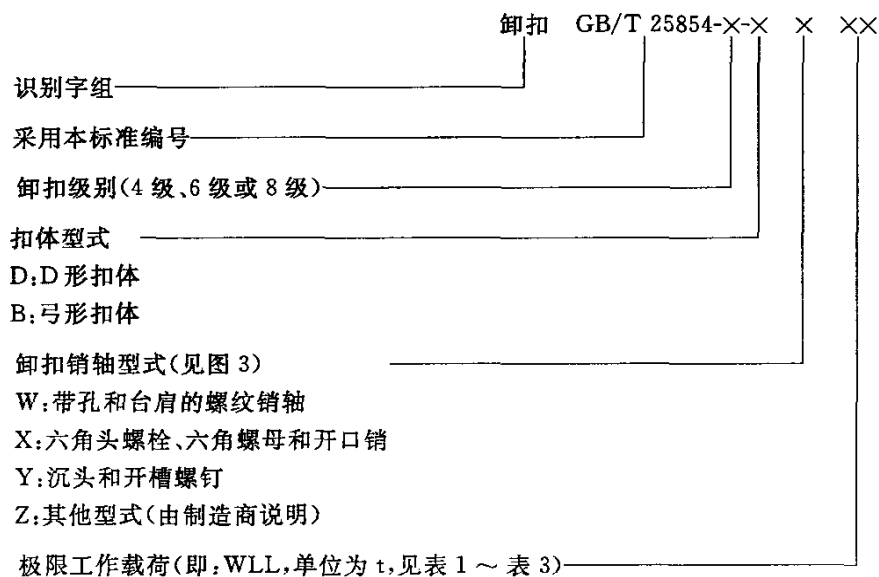 卸扣 GB/T 25854-×-× × ××
识别字组
采用本标准编号
卸扣级别(4 级、6 级或 8 级)
扣体型式
D:D 形扣体
B:弓形扣体
卸扣销轴型式(见图 3)
W:带孔和台肩的螺纹销轴
X:六角头螺栓、六角螺母和开口销
Y:沉头和开槽螺钉
Z:其他型式(由制造商说明)
极限工作载荷(即:WLL,单位为 t,见表 1 ~ 表 3)